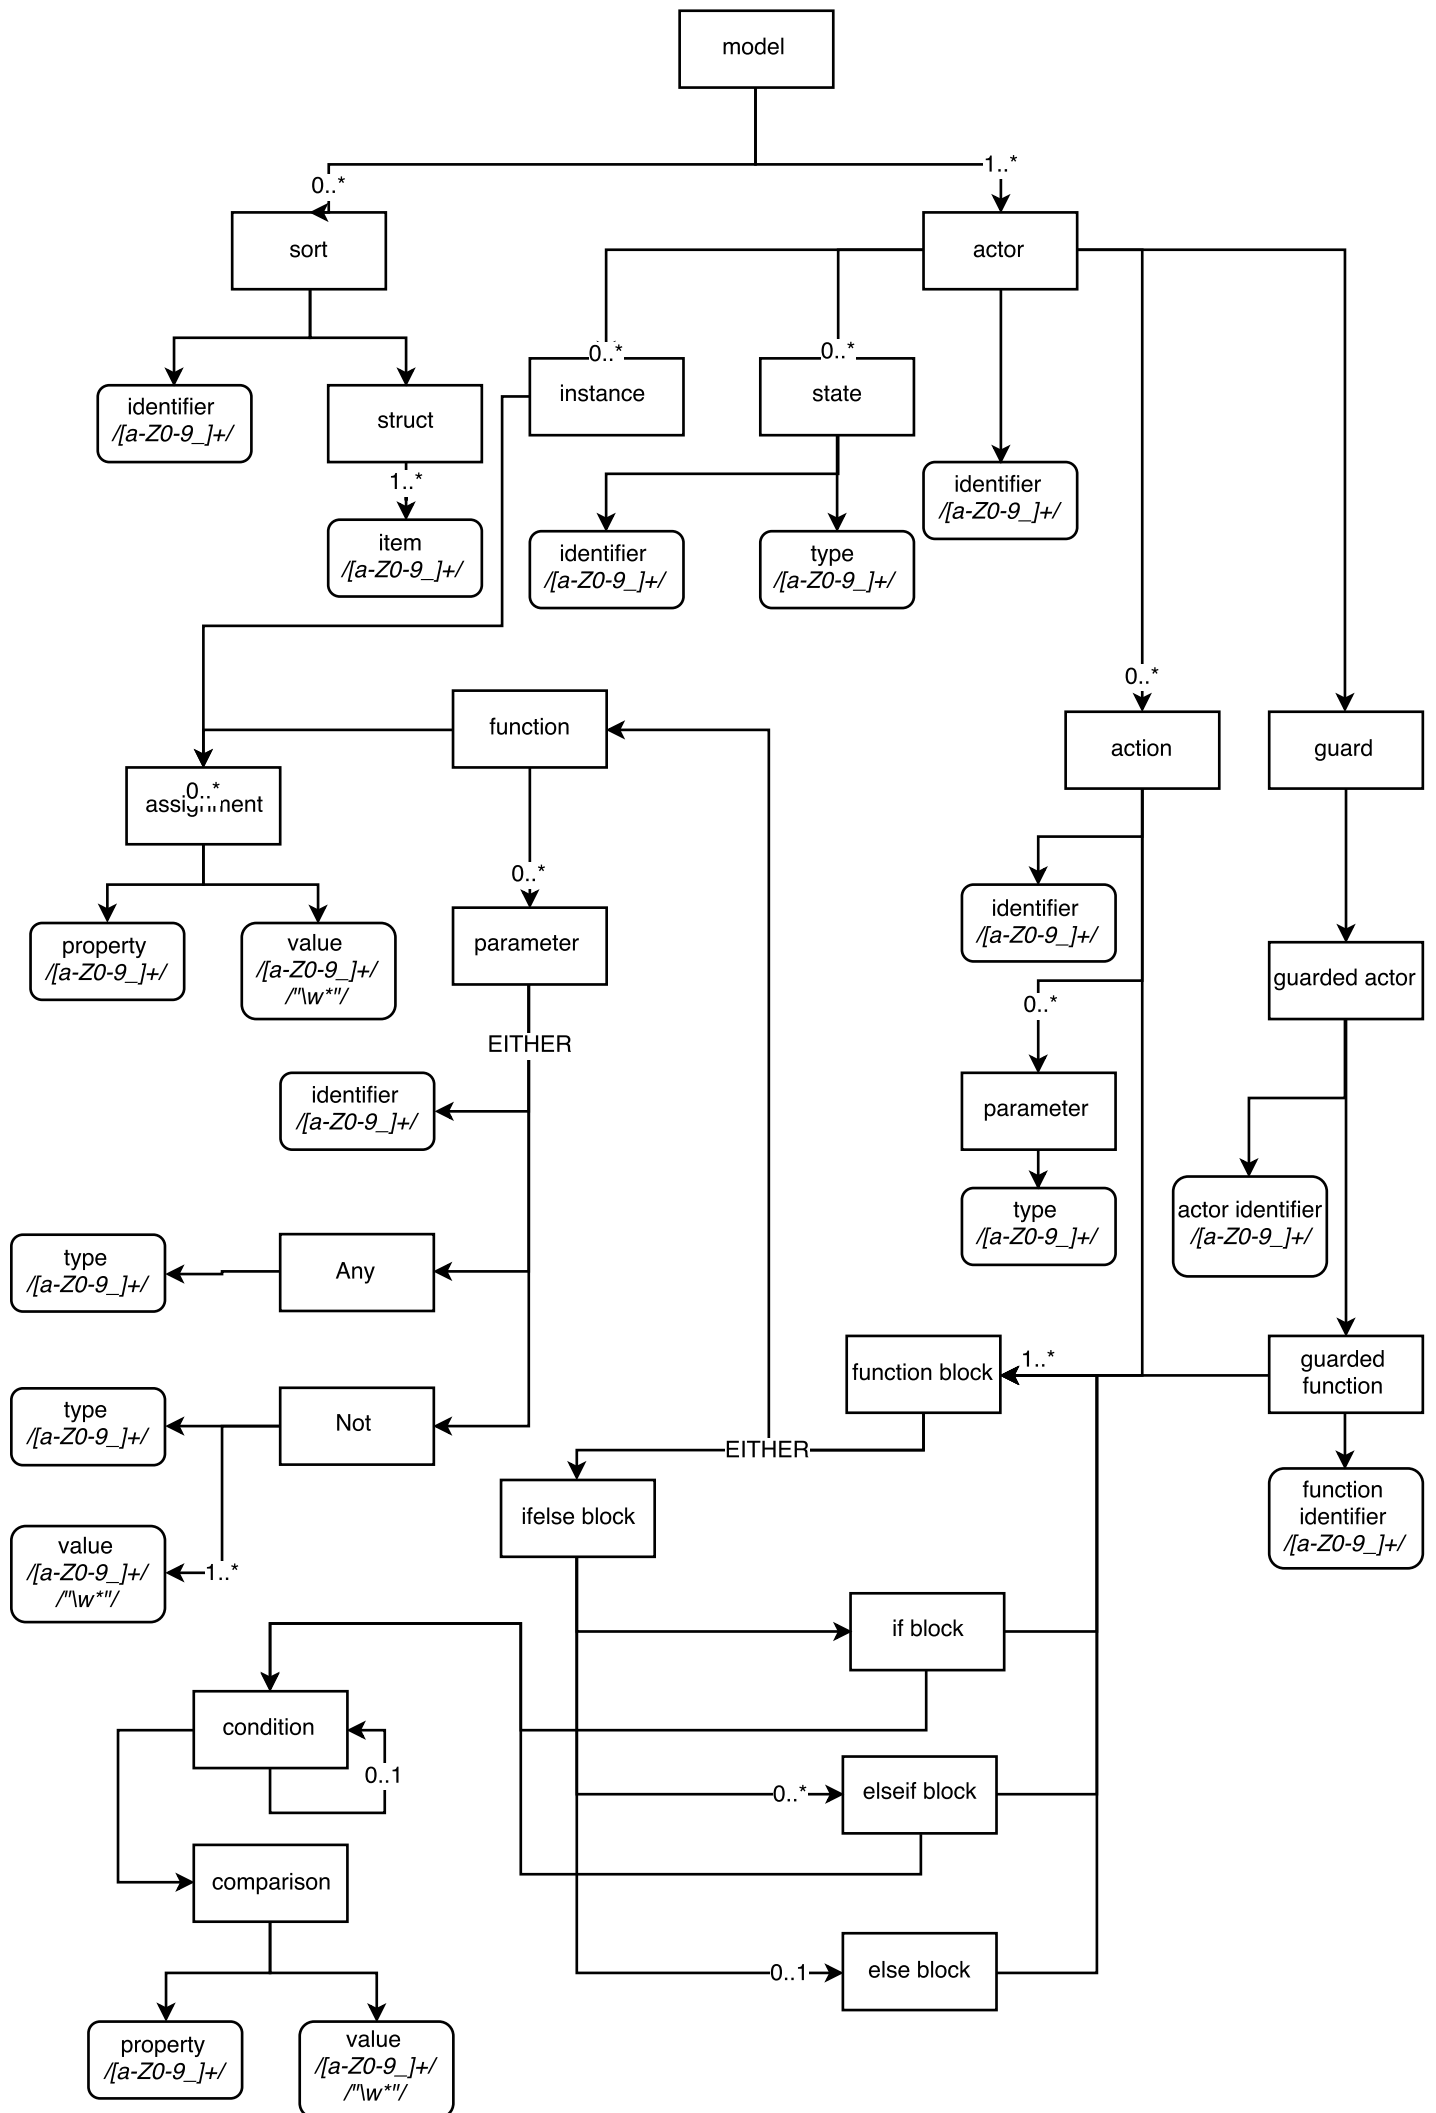 model
0..*
1..*
sort
actor
0..*
0..*
instance
state
identifier
/[a-Z0-9_]+/
struct
1..*
identifier
/[a-Z0-9_]+/
item
/[a-Z0-9_]+/
identifier
/[a-Z0-9_]+/
type
/[a-Z0-9_]+/
0..*
function
action
guard
0..*
assignment
0..*
identifier
/[a-Z0-9_]+/
property
/[a-Z0-9_]+/
value
/[a-Z0-9_]+/
/"\w*"/
parameter
guarded actor
0..*
EITHER
identifier
/[a-Z0-9_]+/
parameter
type
/[a-Z0-9_]+/
actor identifier
/[a-Z0-9_]+/
type
/[a-Z0-9_]+/
Any
function block
1..*
guarded
function
type
/[a-Z0-9_]+/
Not
EITHER
ifelse block
function
identifier
/[a-Z0-9_]+/
value
/[a-Z0-9_]+/
/"\w*"/
1..*
if block
condition
0..1
0..*
elseif block
comparison
0..1
else block
property
/[a-Z0-9_]+/
value
/[a-Z0-9_]+/
/"\w*"/